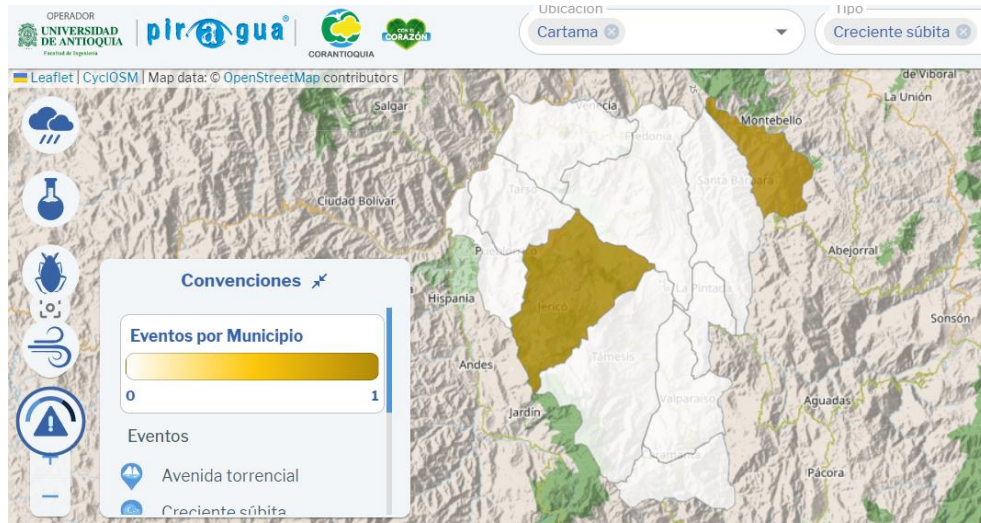 OPERADOR
UNIVERSIDAD
DE ANTIOQUIA
Facultad de Ingeniería
piragua
CORANTIOQUIA
CON EL
CORAZÓN
Ubicación
Cartama
Tipo
Creciente súbita
Leaflet | CyclOSM | Map data: © OpenStreetMap contributors
de Viboral
La Unión
Salgar
Venecia
Montebello
Fredonia
Santa Bárbara
Tarso
Ciudad Bolívar
Abejorral
Convenciones
Hispania
La Pintada
Jericó
Sonsón
Eventos por Municipio
0 1
Andes
Támesis
Valparaíso
Aguadas
Jardín
Eventos
Caramanta
Pácora
Avenida torrencial
Creciente súbita